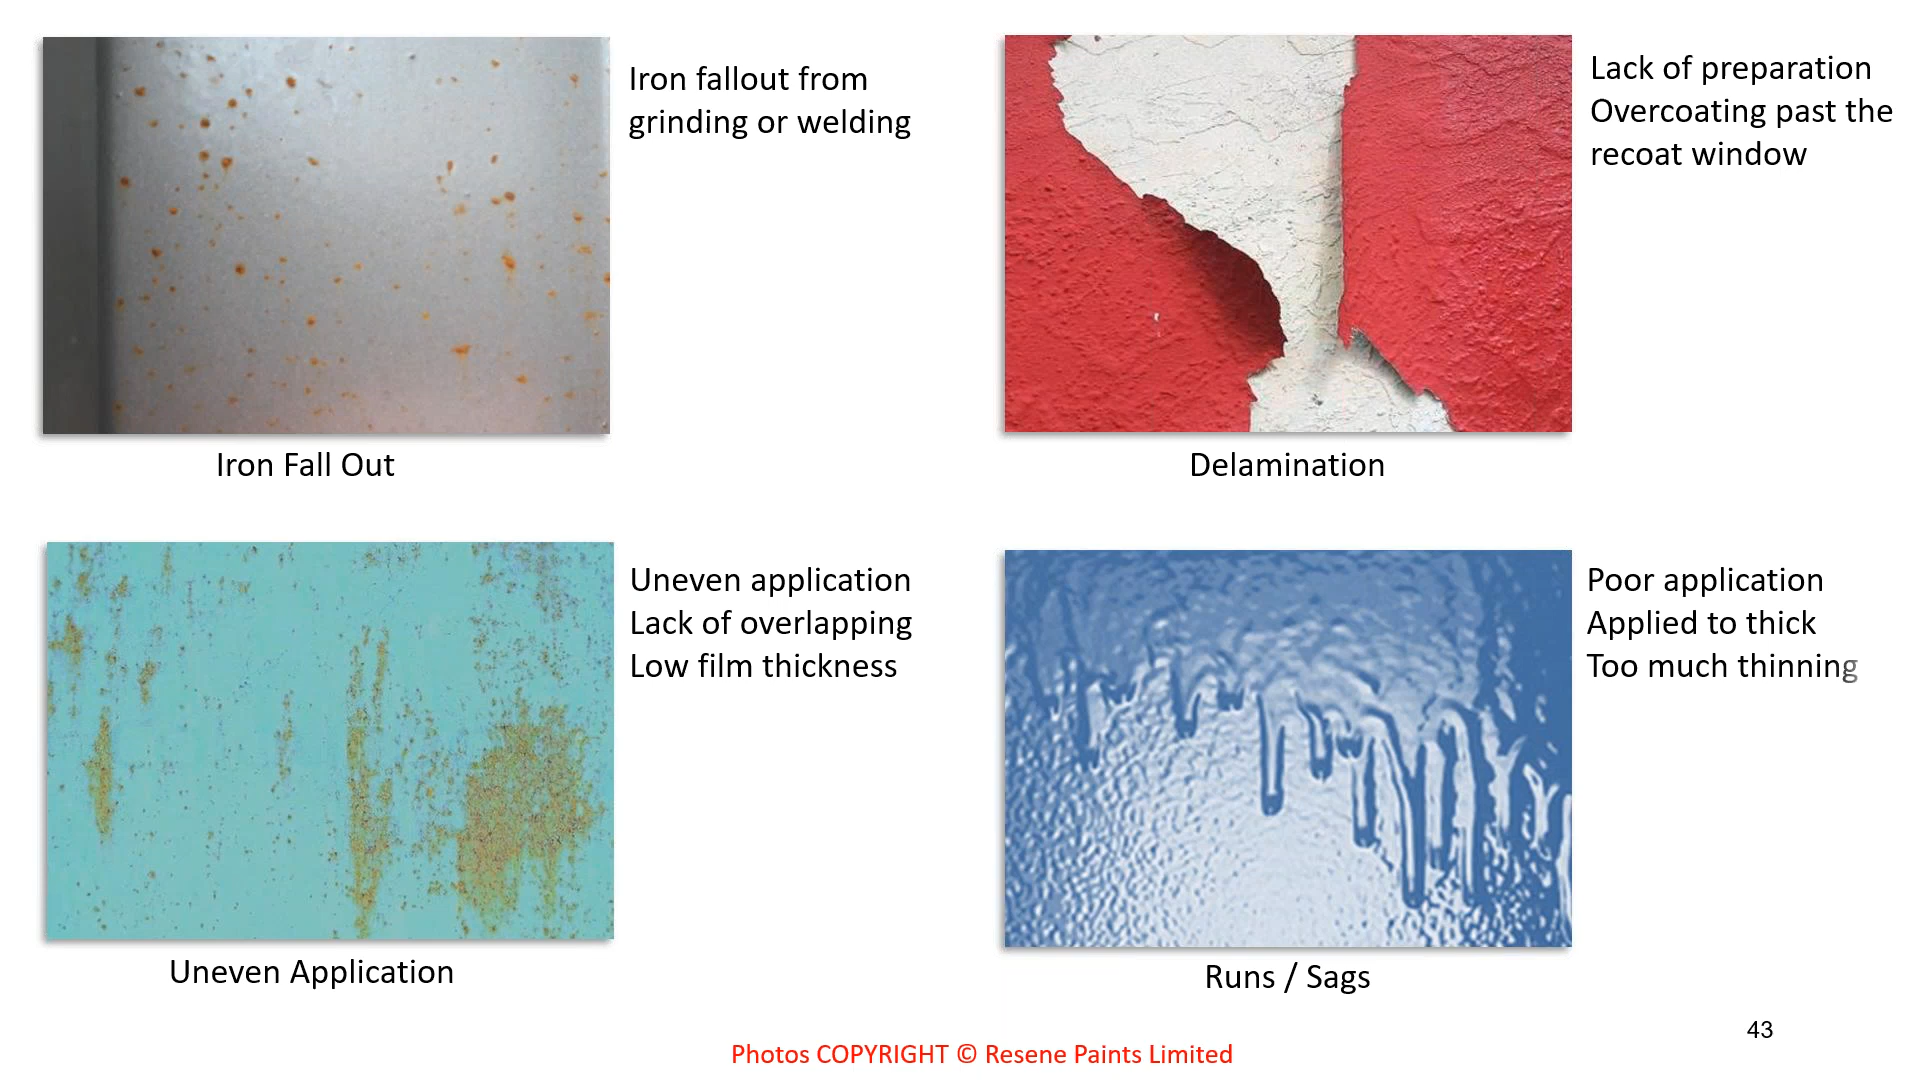 Iron fallout from
grinding or welding
Iron Fall Out
Lack of preparation
Overcoating past the
recoat window
Delamination
Uneven application
Lack of overlapping
Low film thickness
Uneven Application
Poor application
Applied to thick
Too much thinning
Runs / Sags
43
Photos COPYRIGHT © Resene Paints Limited